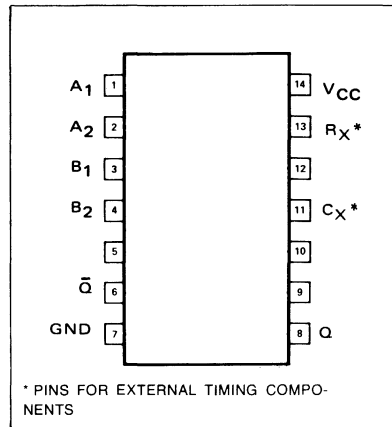 A1 1 14 VCC
A2 2 13 RX*
B1 3 12
B2 4 11 CX*
5 10
Q̄ 6 9
GND 7 8 Q
* PINS FOR EXTERNAL TIMING COMPO-
NENTS